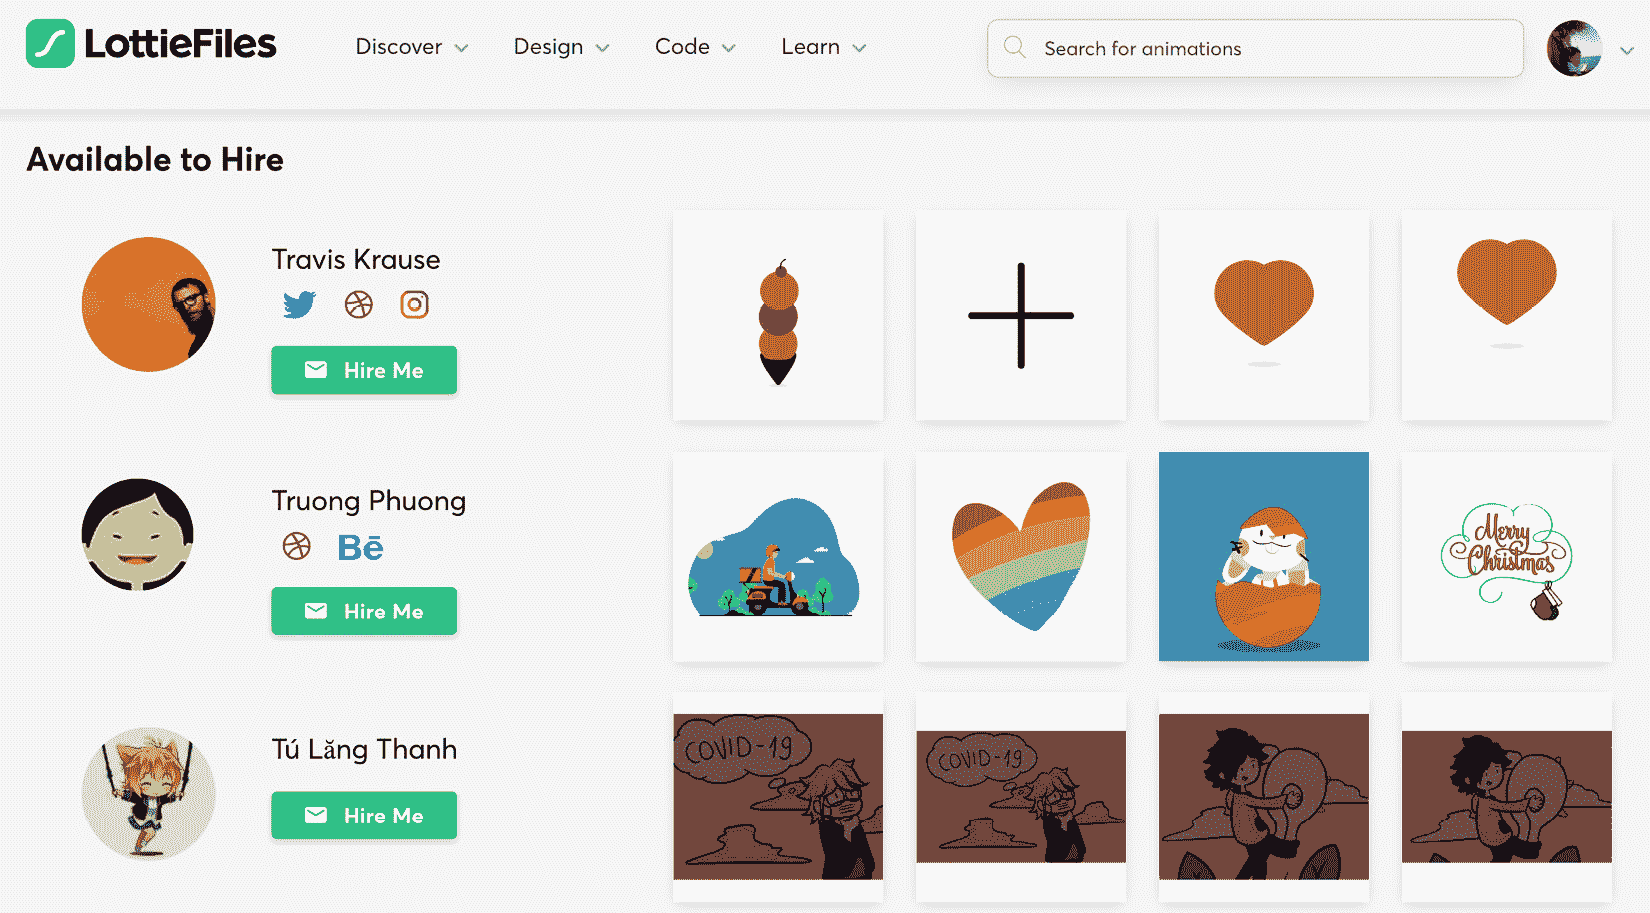 LottieFiles
Discover
Design
Code
Learn
Search for animations
Available to Hire
Travis Krause
Hire Me
Truong Phuong
Bē
Hire Me
Merry
Christmas
Tú Lăng Thanh
Hire Me
COVID-19
COVID-19